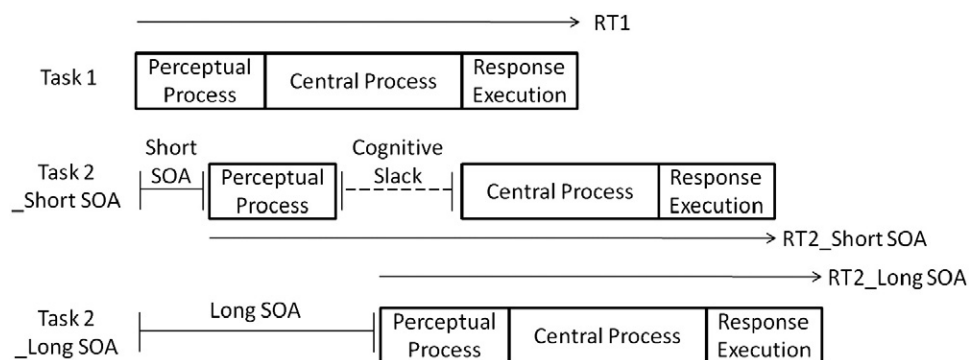 RT1
Task 1
Perceptual
Process
Central Process
Response
Execution
Task 2
_Short SOA
Short
SOA
Perceptual
Process
Cognitive
Slack
Central Process
Response
Execution
RT2_Short SOA
RT2_Long SOA
Task 2
_Long SOA
Long SOA
Perceptual
Process
Central Process
Response
Execution